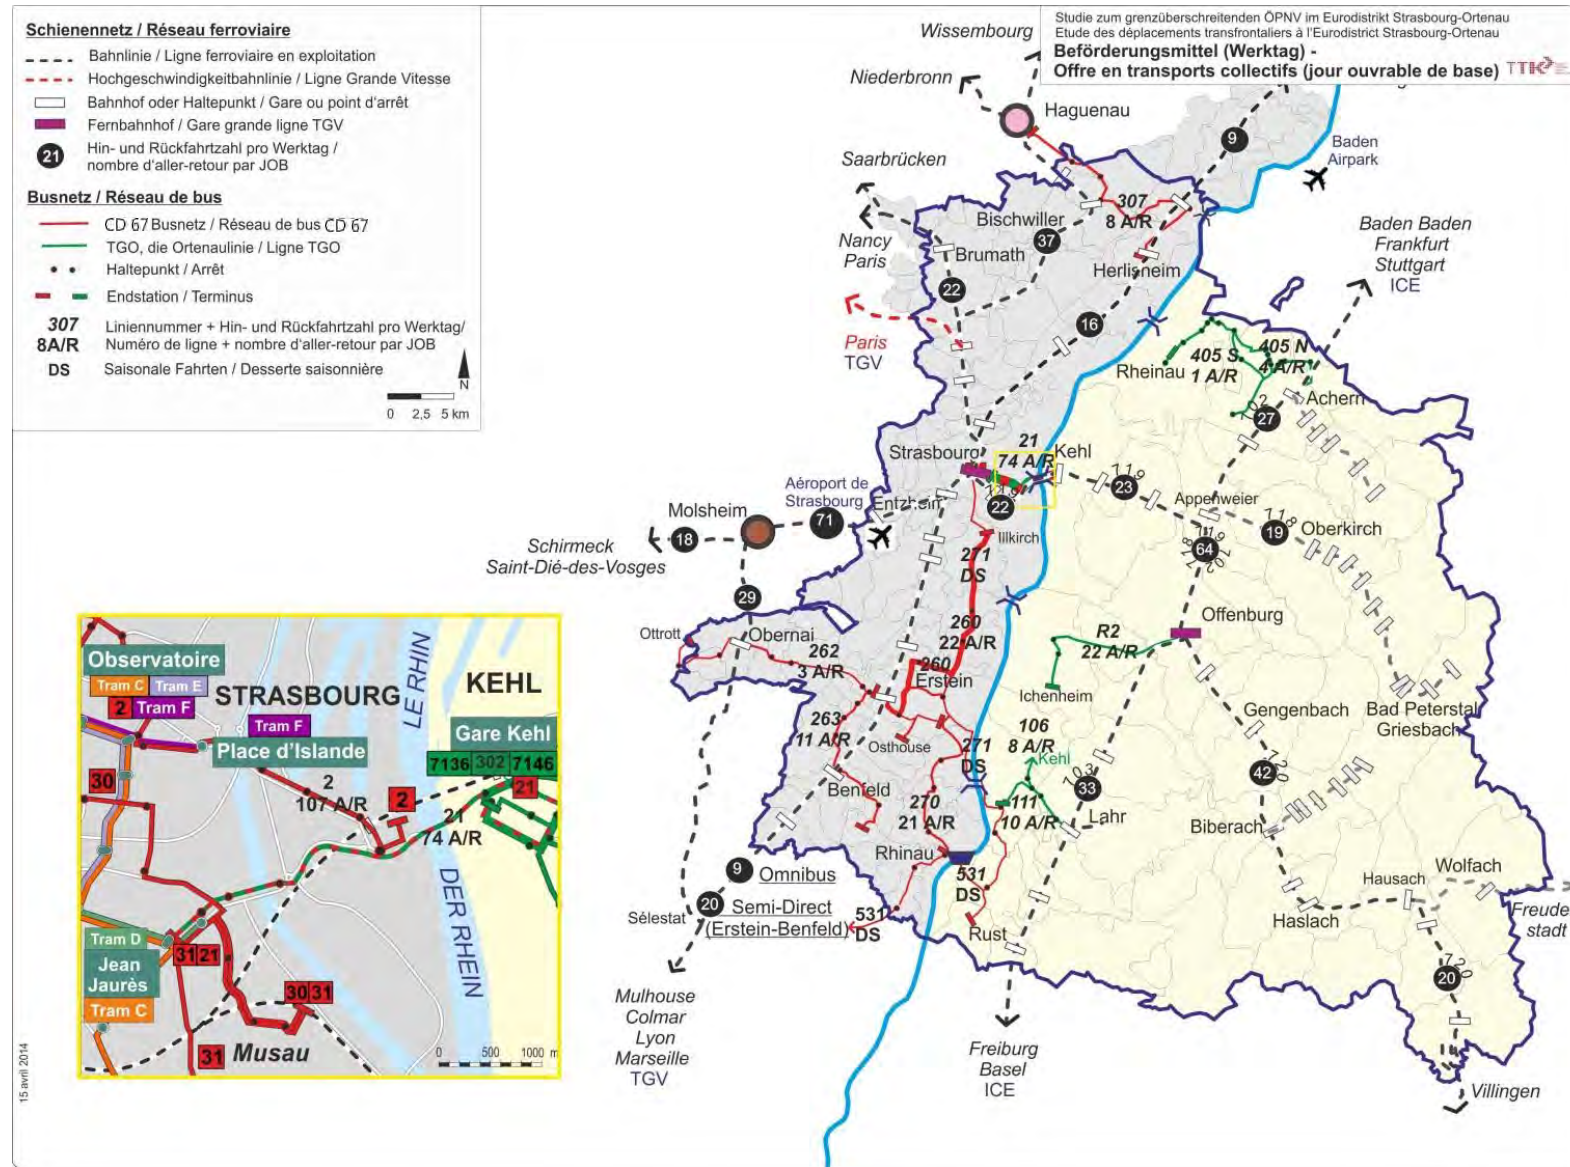 Schienennetz / Réseau ferroviaire
Bahnlinie / Ligne ferroviaire en exploitation
Hochgeschwindigkeitbahnlinie / Ligne Grande Vitesse
Bahnhof oder Haltepunkt / Gare ou point d'arrêt
Fernbahnhof / Gare grande ligne TGV
21
Hin- und Rückfahrtzahl pro Werktag /
nombre d'aller-retour par JOB
Busnetz / Réseau de bus
CD 67 Busnetz / Réseau de bus CD 67
TGO, die Ortenaulinie / Ligne TGO
Haltepunkt / Arrêt
Endstation / Terminus
307 Liniennummer + Hin- und Rückfahrtzahl pro Werktag/
8A/R Numéro de ligne + nombre d'aller-retour par JOB
DS Saisonale Fahrten / Desserte saisonnière
N
0 2,5 5 km
Studie zum grenzüberschreitenden ÖPNV im Eurodistrikt Strasbourg-Ortenau
Etude des déplacements transfrontaliers à l'Eurodistrict Strasbourg-Ortenau
Beförderungsmittel (Werktag) -
Offre en transports collectifs (jour ouvrable de base)
TTK
Wissembourg
Niederbronn
Haguenau
9
Baden
Airpark
Saarbrücken
307
8 A/R
Bischwiller
37
Nancy
Paris
Brumath
Herlisheim
22
16
Paris
TGV
Baden Baden
Frankfurt
Stuttgart
ICE
Rheinau
405 S
1 A/R
405 N
4 A/R
Achern
702
27
Strasbourg
21
74 A/R
Kehl
719
22
719
23
Appenweier
718
19
Oberkirch
719
718
702
64
Aéroport de
Strasbourg
Entzheim
Molsheim
71
18
Schirmeck
Saint-Dié-des-Vosges
Illkirch
271
DS
29
Offenburg
Ottrott
Obernai
262
3 A/R
260
22 A/R
260
Erstein
R2
22 A/R
Ichenheim
263
11 A/R
Osthouse
271
DS
106
8 A/R
Kehl
Gengenbach
Bad Peterstal
Griesbach
720
42
703
33
111
10 A/R
Lahr
Benfeld
270
21 A/R
Rhinau
Biberach
531
DS
9 Omnibus
20 Semi-Direct
(Erstein-Benfeld)
531
DS
Sélestat
Rust
Haslach
Hausach
Wolfach
Freuden
stadt
720
20
Villingen
Mulhouse
Colmar
Lyon
Marseille
TGV
Freiburg
Basel
ICE
Observatoire
Tram C Tram E
2 Tram F
STRASBOURG
Tram F
Place d'Islande
LE RHIN
KEHL
Gare Kehl
7136 302 7146
21
30
2
107 A/R
2
21
74 A/R
DER RHEIN
Tram D
31 21
Jean
Jaurès
Tram C
30 31
31
Musau
0 500 1000 m
15 avril 2014